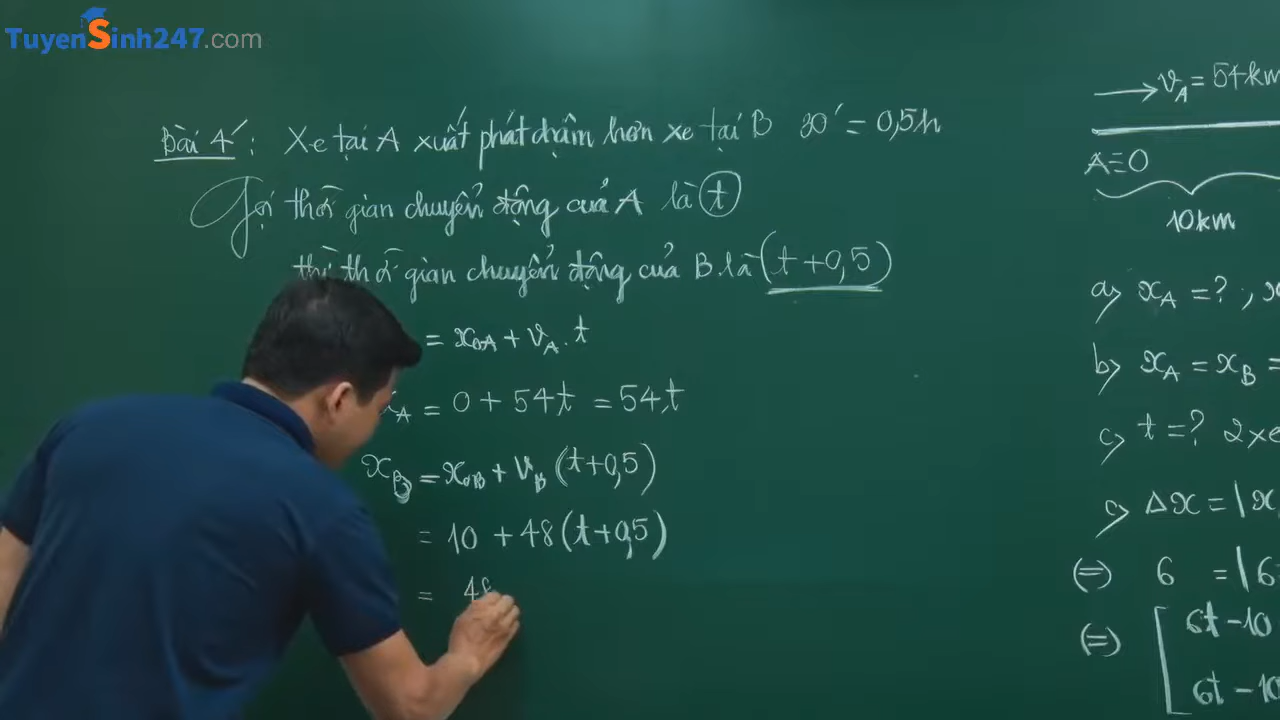 TuyenSinh247.com
Bài 4: Xe tại A xuất phát chậm hơn xe tại B 30' = 0,5h
Gọi thời gian chuyển động của A là t
thì thời gian chuyển động của B là (t+0,5)
= x0A + vA.t
xA = 0 + 54t = 54t
xB = x0B + vB (t+0,5)
= 10 + 48(t+0,5)
= 48
vA = 54km
A≡0
10km
a) xA = ? ,
b) xA = xB =
c) t = ? 2 xe
c) Δx = |x
(=) 6 = |6
(=) [ 6t - 10
6t - 10